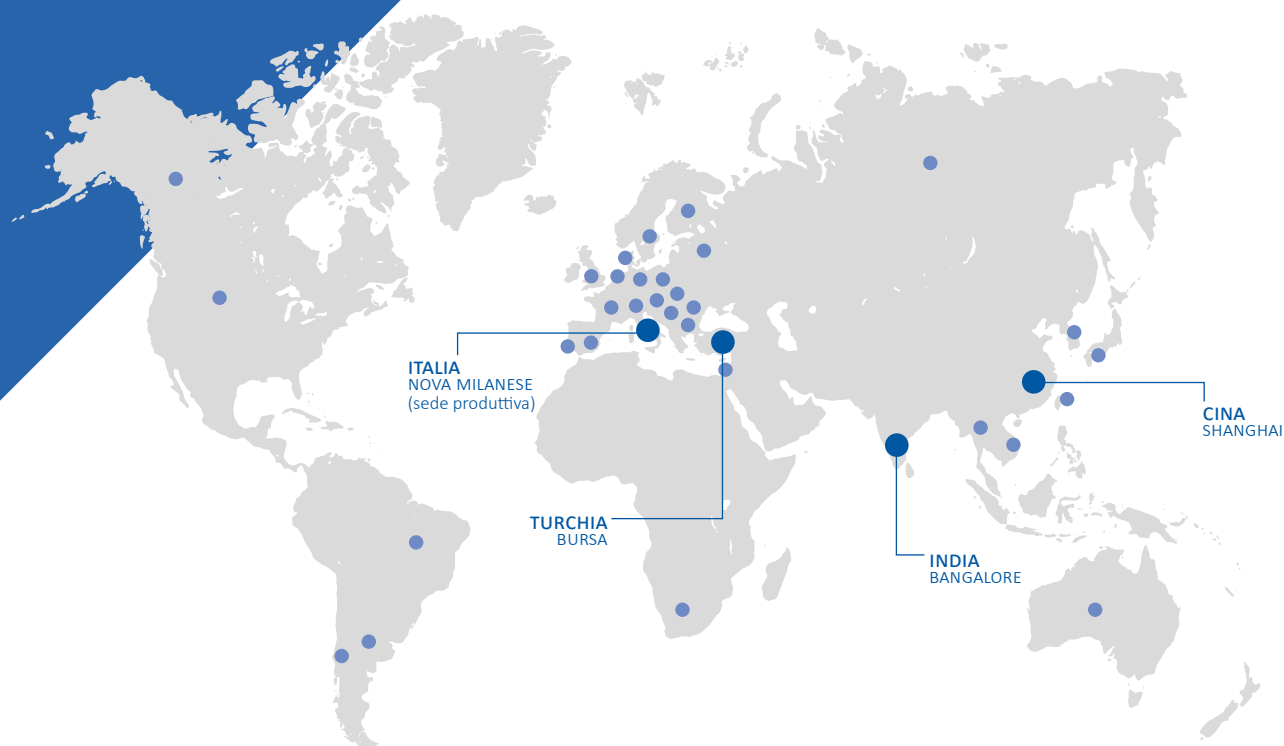 ITALIA
NOVA MILANESE
(sede produttiva)
CINA
SHANGHAI
TURCHIA
BURSA
INDIA
BANGALORE